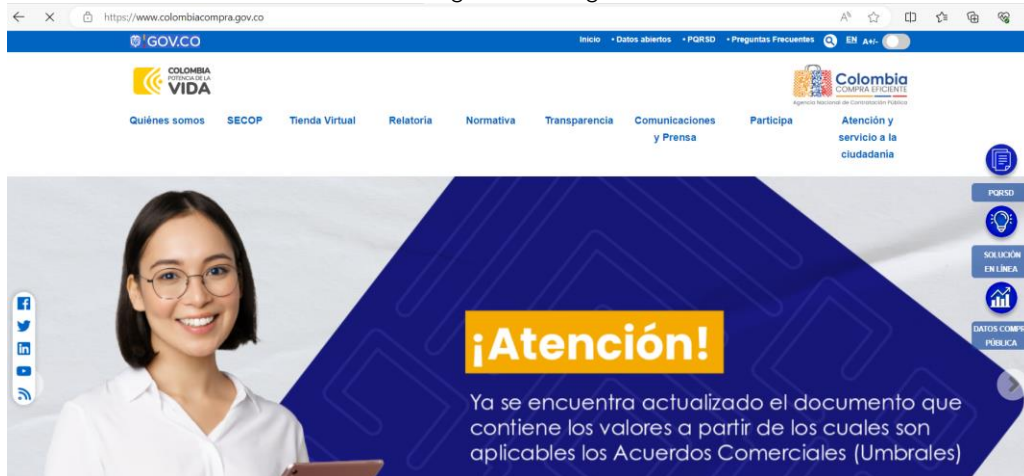 https://www.colombiacompra.gov.co
GOV.CO
Inicio • Datos abiertos • PQRSD • Preguntas Frecuentes EN A+/-
COLOMBIA
POTENCIA DE LA
VIDA
Colombia
COMPRA EFICIENTE
Agencia Nacional de Contratación Pública
Quiénes somos SECOP Tienda Virtual Relatoría Normativa Transparencia Comunicaciones y Prensa Participa Atención y servicio a la ciudadanía
PQRSD
SOLUCIÓN
EN LÍNEA
DATOS COMPR
PÚBLICA
¡Atención!
Ya se encuentra actualizado el documento que
contiene los valores a partir de los cuales son
aplicables los Acuerdos Comerciales (Umbrales)